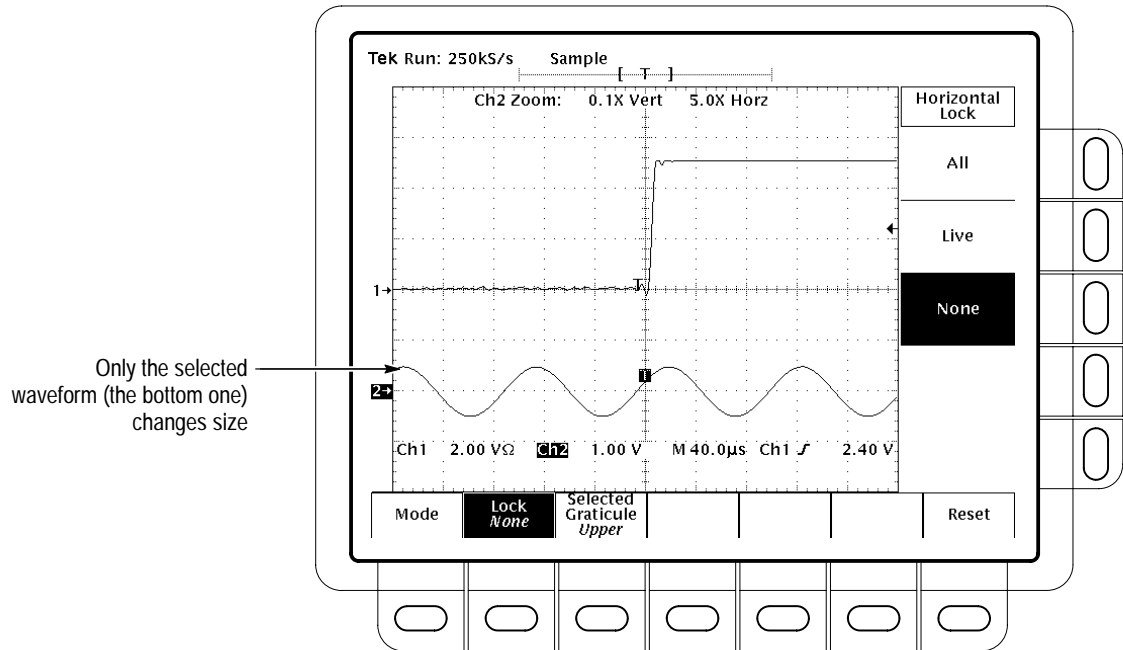 Tek Run: 250kS/s Sample
[ T ]
Ch2 Zoom: 0.1X Vert 5.0X Horz
Horizontal
Lock
All
Live
None
T
1→
Only the selected
waveform (the bottom one)
changes size
T
2→
Ch1 2.00 VΩ Ch2 1.00 V M 40.0µs Ch1 ƒ 2.40 V
Mode
Lock
None
Selected
Graticule
Upper
Reset